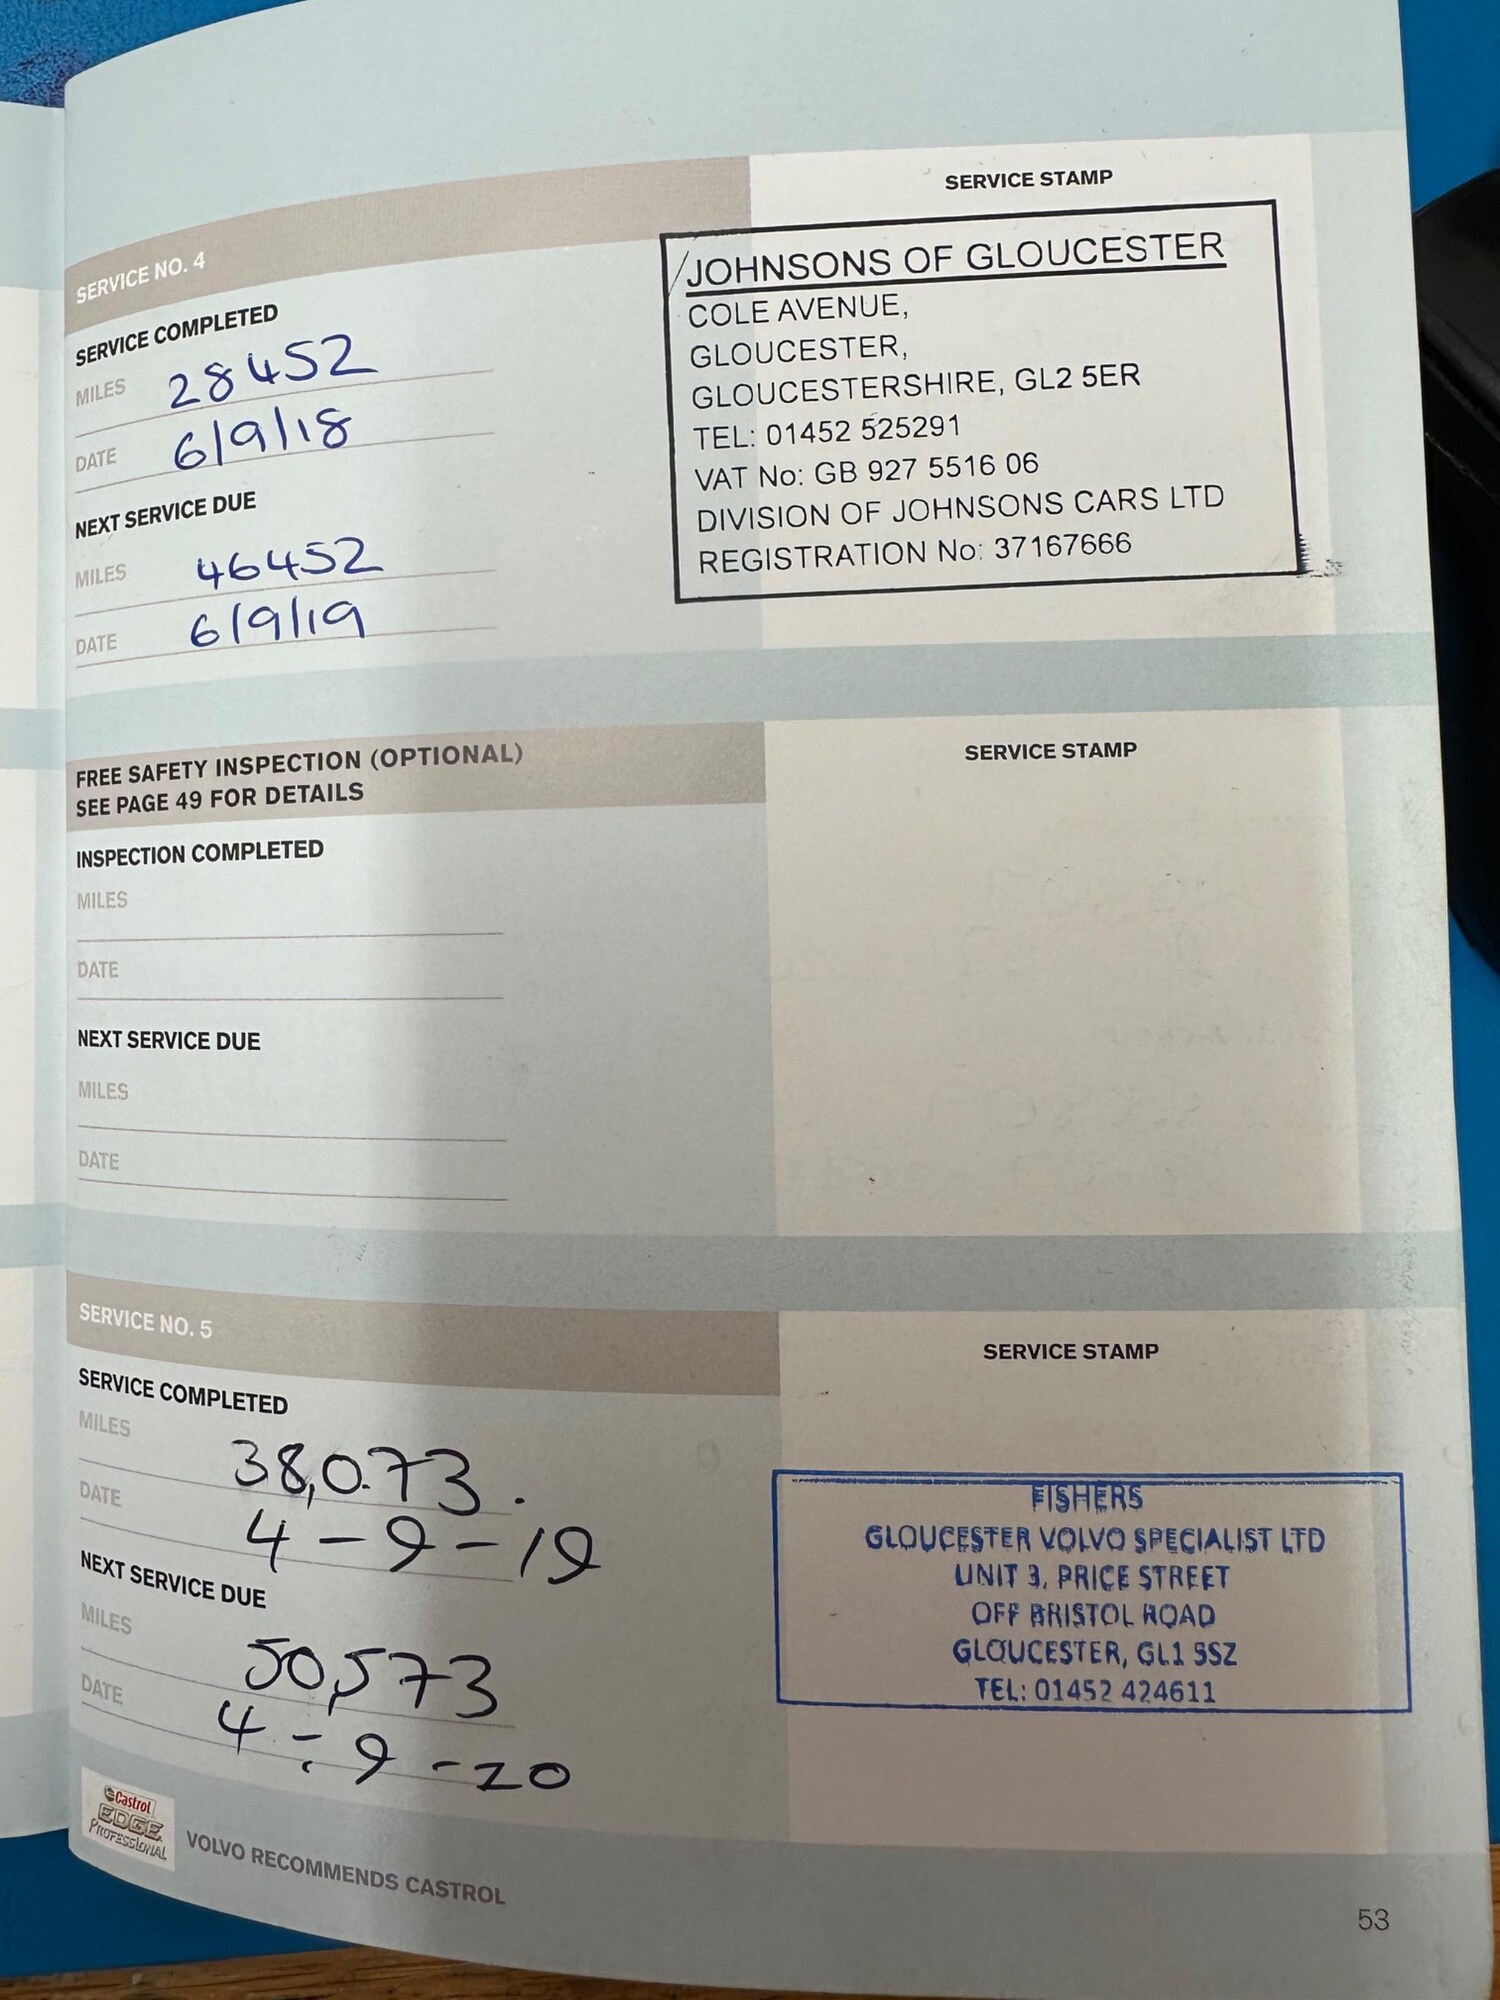 SERVICE NO. 4
SERVICE COMPLETED
MILES 28452
DATE 6/9/18
NEXT SERVICE DUE
MILES 46452
DATE 6/9/19
SERVICE STAMP
JOHNSONS OF GLOUCESTER
COLE AVENUE,
GLOUCESTER,
GLOUCESTERSHIRE, GL2 5ER
TEL: 01452 525291
VAT No: GB 927 5516 06
DIVISION OF JOHNSONS CARS LTD
REGISTRATION No: 37167666
FREE SAFETY INSPECTION (OPTIONAL)
SEE PAGE 49 FOR DETAILS
INSPECTION COMPLETED
MILES
DATE
NEXT SERVICE DUE
MILES
DATE
SERVICE STAMP
SERVICE NO. 5
SERVICE COMPLETED
MILES 38,073.
DATE 4-9-19
NEXT SERVICE DUE
MILES 50,573
DATE 4-9-20
SERVICE STAMP
FISHERS
GLOUCESTER VOLVO SPECIALIST LTD
UNIT 3, PRICE STREET
OFF BRISTOL ROAD
GLOUCESTER, GL1 5SZ
TEL: 01452 424611
Castrol
EDGE
PROFESSIONAL
VOLVO RECOMMENDS CASTROL
53